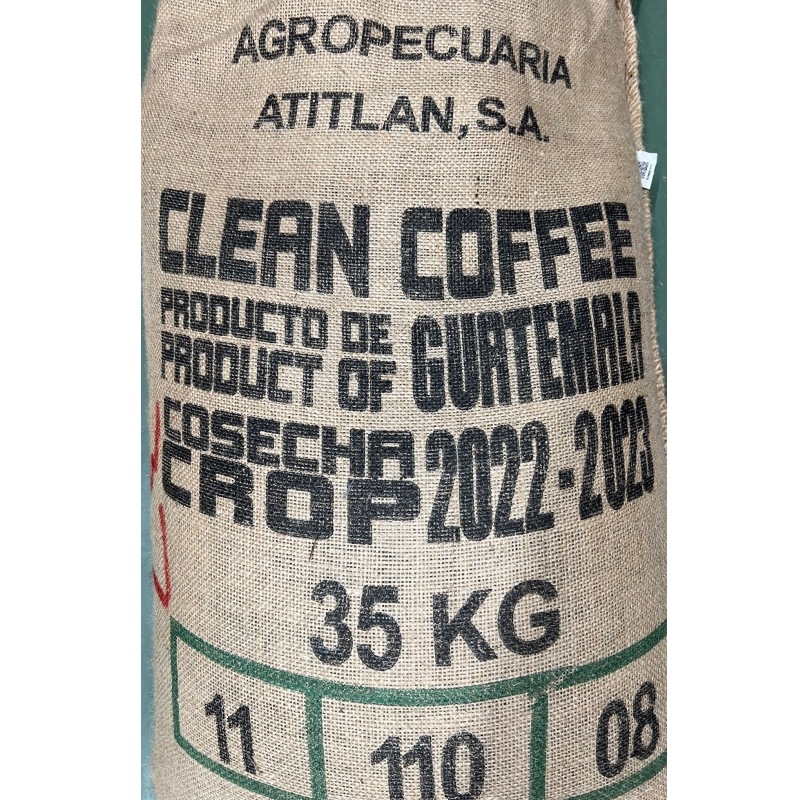 AGROPECUARIA
ATITLAN, S.A.
CLEAN COFFEE
PRODUCTO DE
PRODUCT OF GUATEMALA
COSECHA
CROP 2022-2023
35 KG
11 110 08